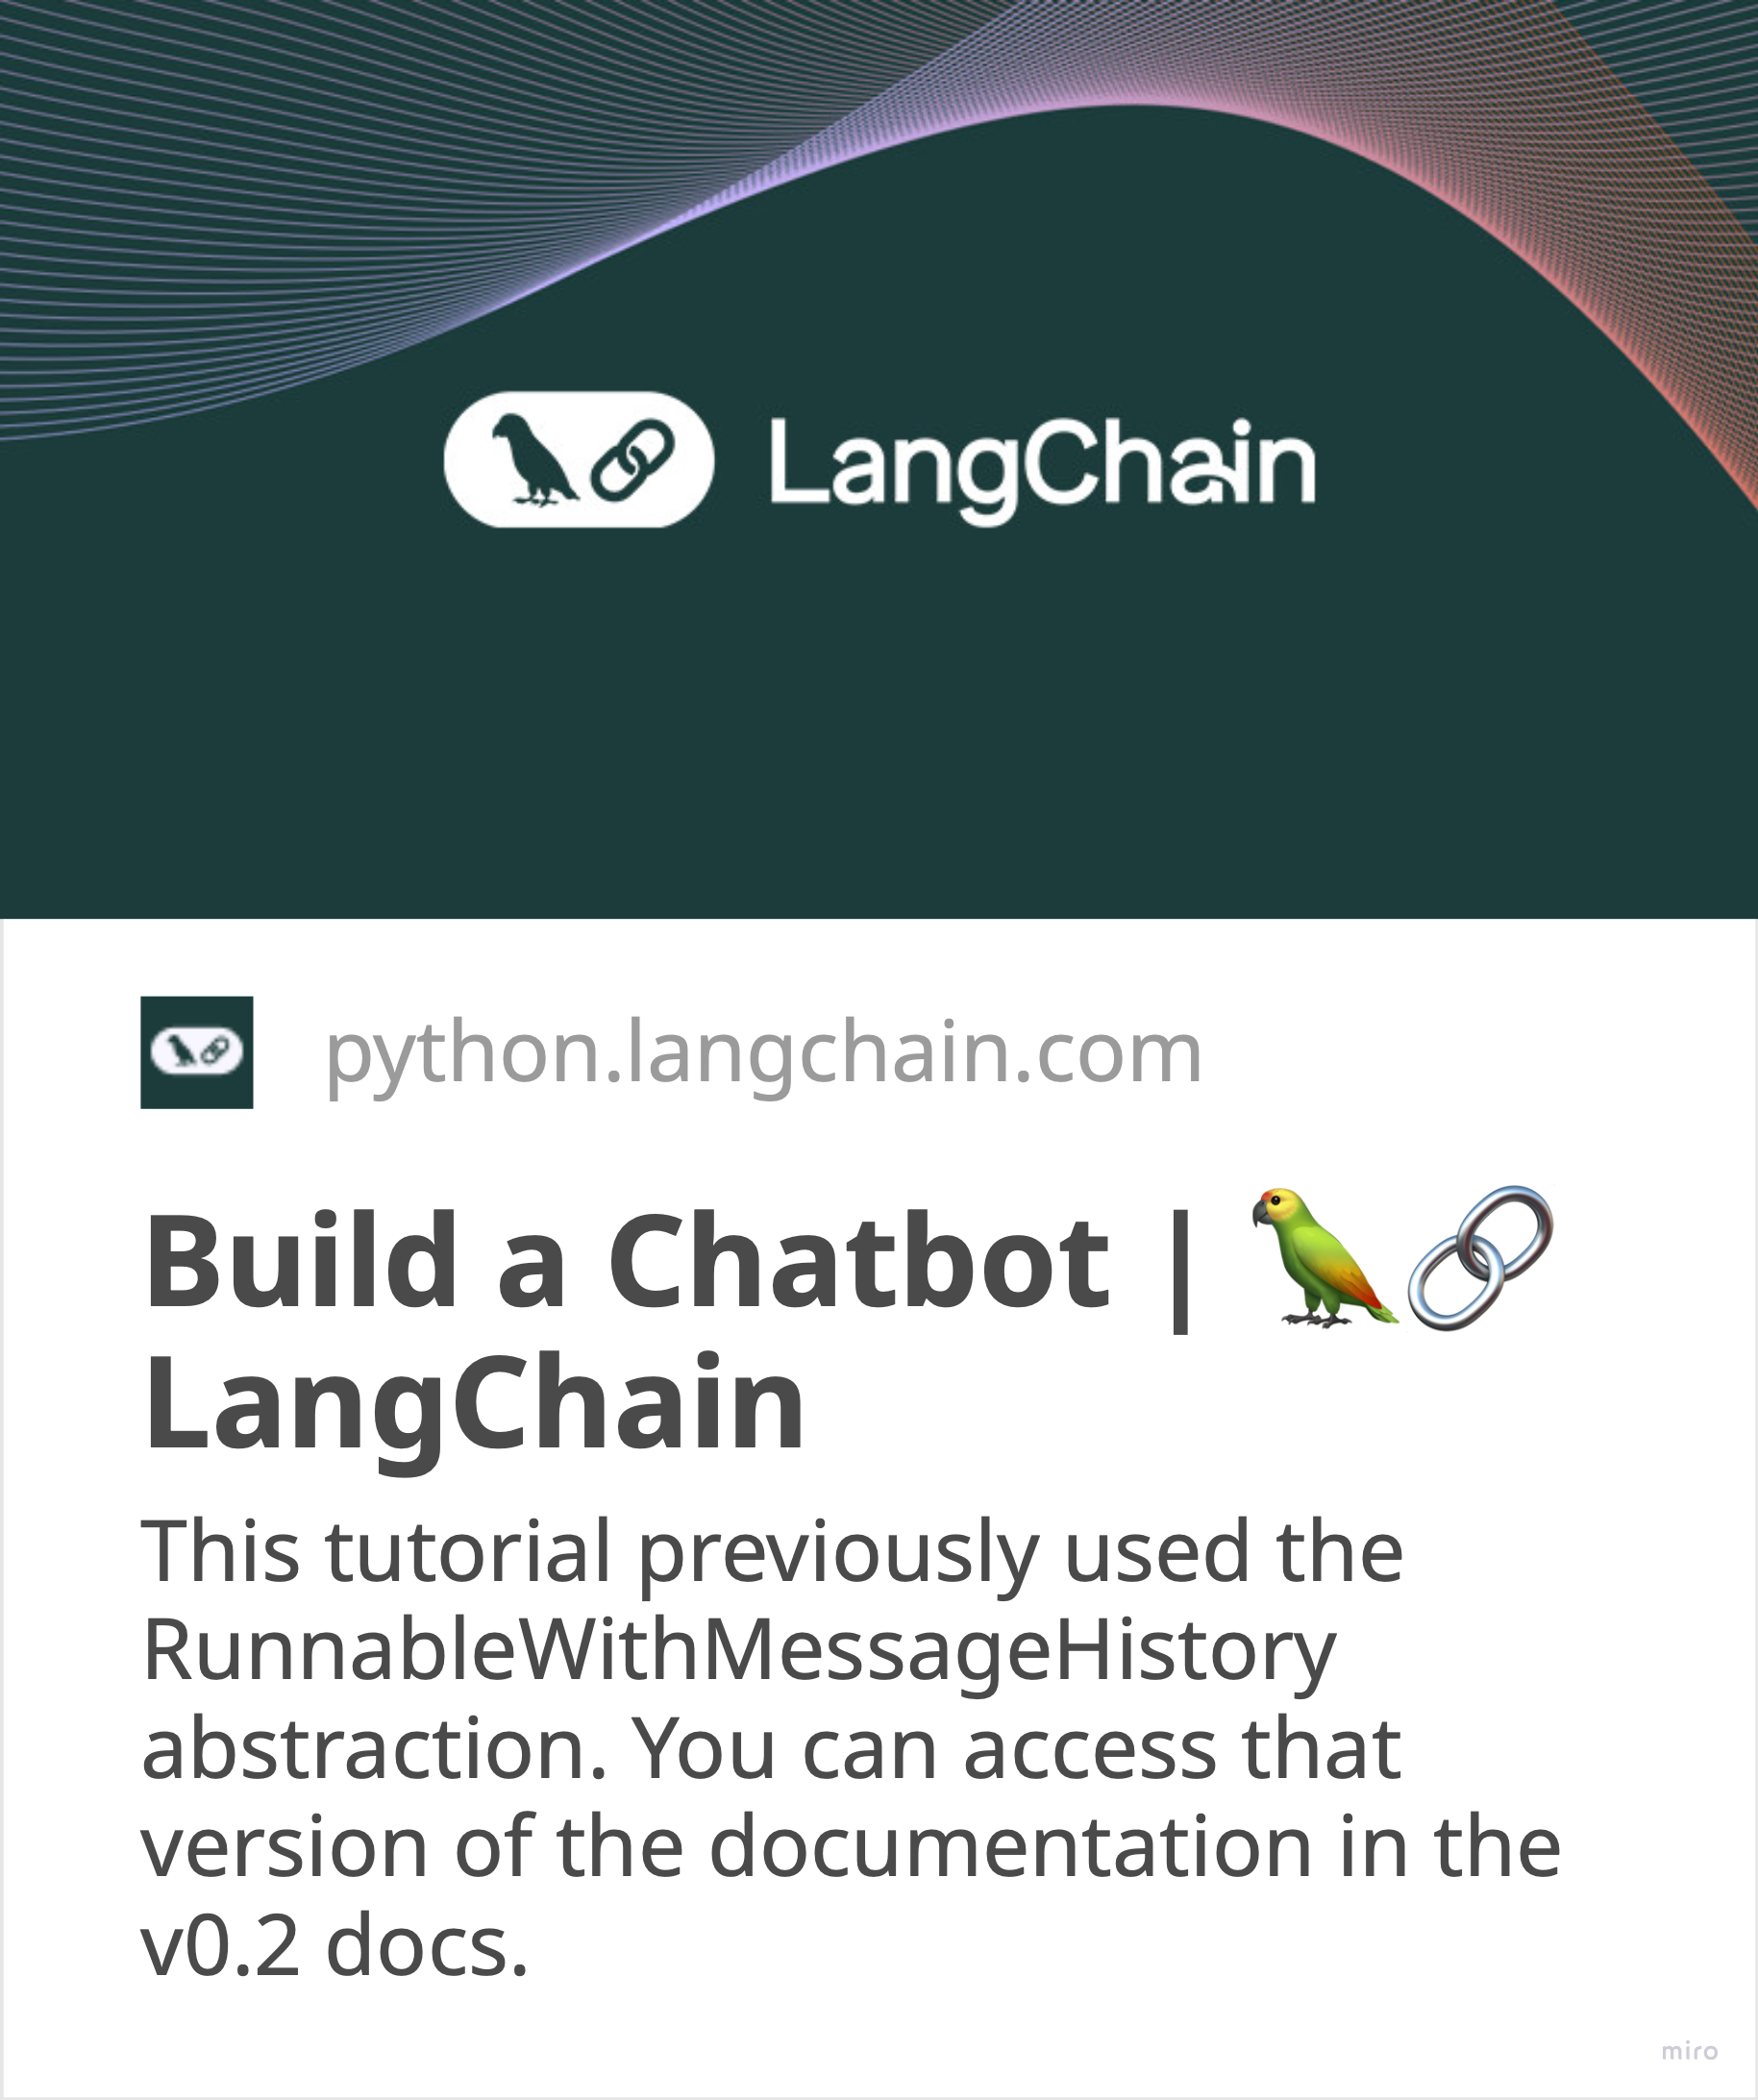 LangChain
python.langchain.com
Build a Chatbot | 🦜🔗
LangChain
This tutorial previously used the
RunnableWithMessageHistory
abstraction. You can access that
version of the documentation in the
v0.2 docs.
miro